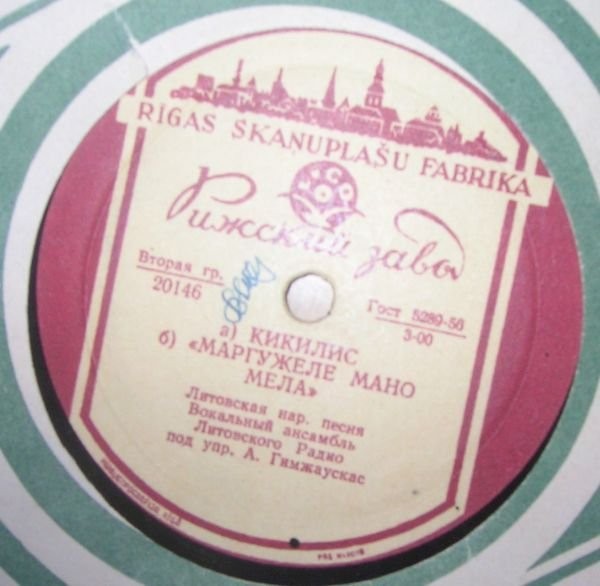 RĪGAS SKAŅUPLAŠU FABRIKA
Рижский завод
Вторая гр.
20146
Гост 5289-56
3-00
а) КИКИЛИС
б) «МАРГУЖЕЛЕ МАНО
МЕЛА»
Литовская нар. песня
Вокальный ансамбль
Литовского Радио
под упр. А. Гимжаускас